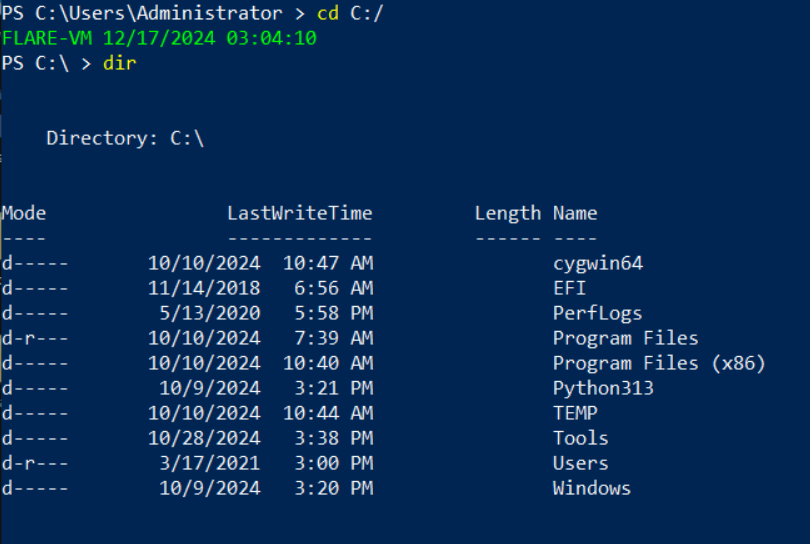 PS C:\Users\Administrator > cd C:/
FLARE-VM 12/17/2024 03:04:10
PS C:\ > dir
Directory: C:\
Mode LastWriteTime Length Name
---- ------------- ------ ----
d----- 10/10/2024 10:47 AM cygwin64
d----- 11/14/2018 6:56 AM EFI
d----- 5/13/2020 5:58 PM PerfLogs
d-r--- 10/10/2024 7:39 AM Program Files
d----- 10/10/2024 10:40 AM Program Files (x86)
d----- 10/9/2024 3:21 PM Python313
d----- 10/10/2024 10:44 AM TEMP
d----- 10/28/2024 3:38 PM Tools
d-r--- 3/17/2021 3:00 PM Users
d----- 10/9/2024 3:20 PM Windows